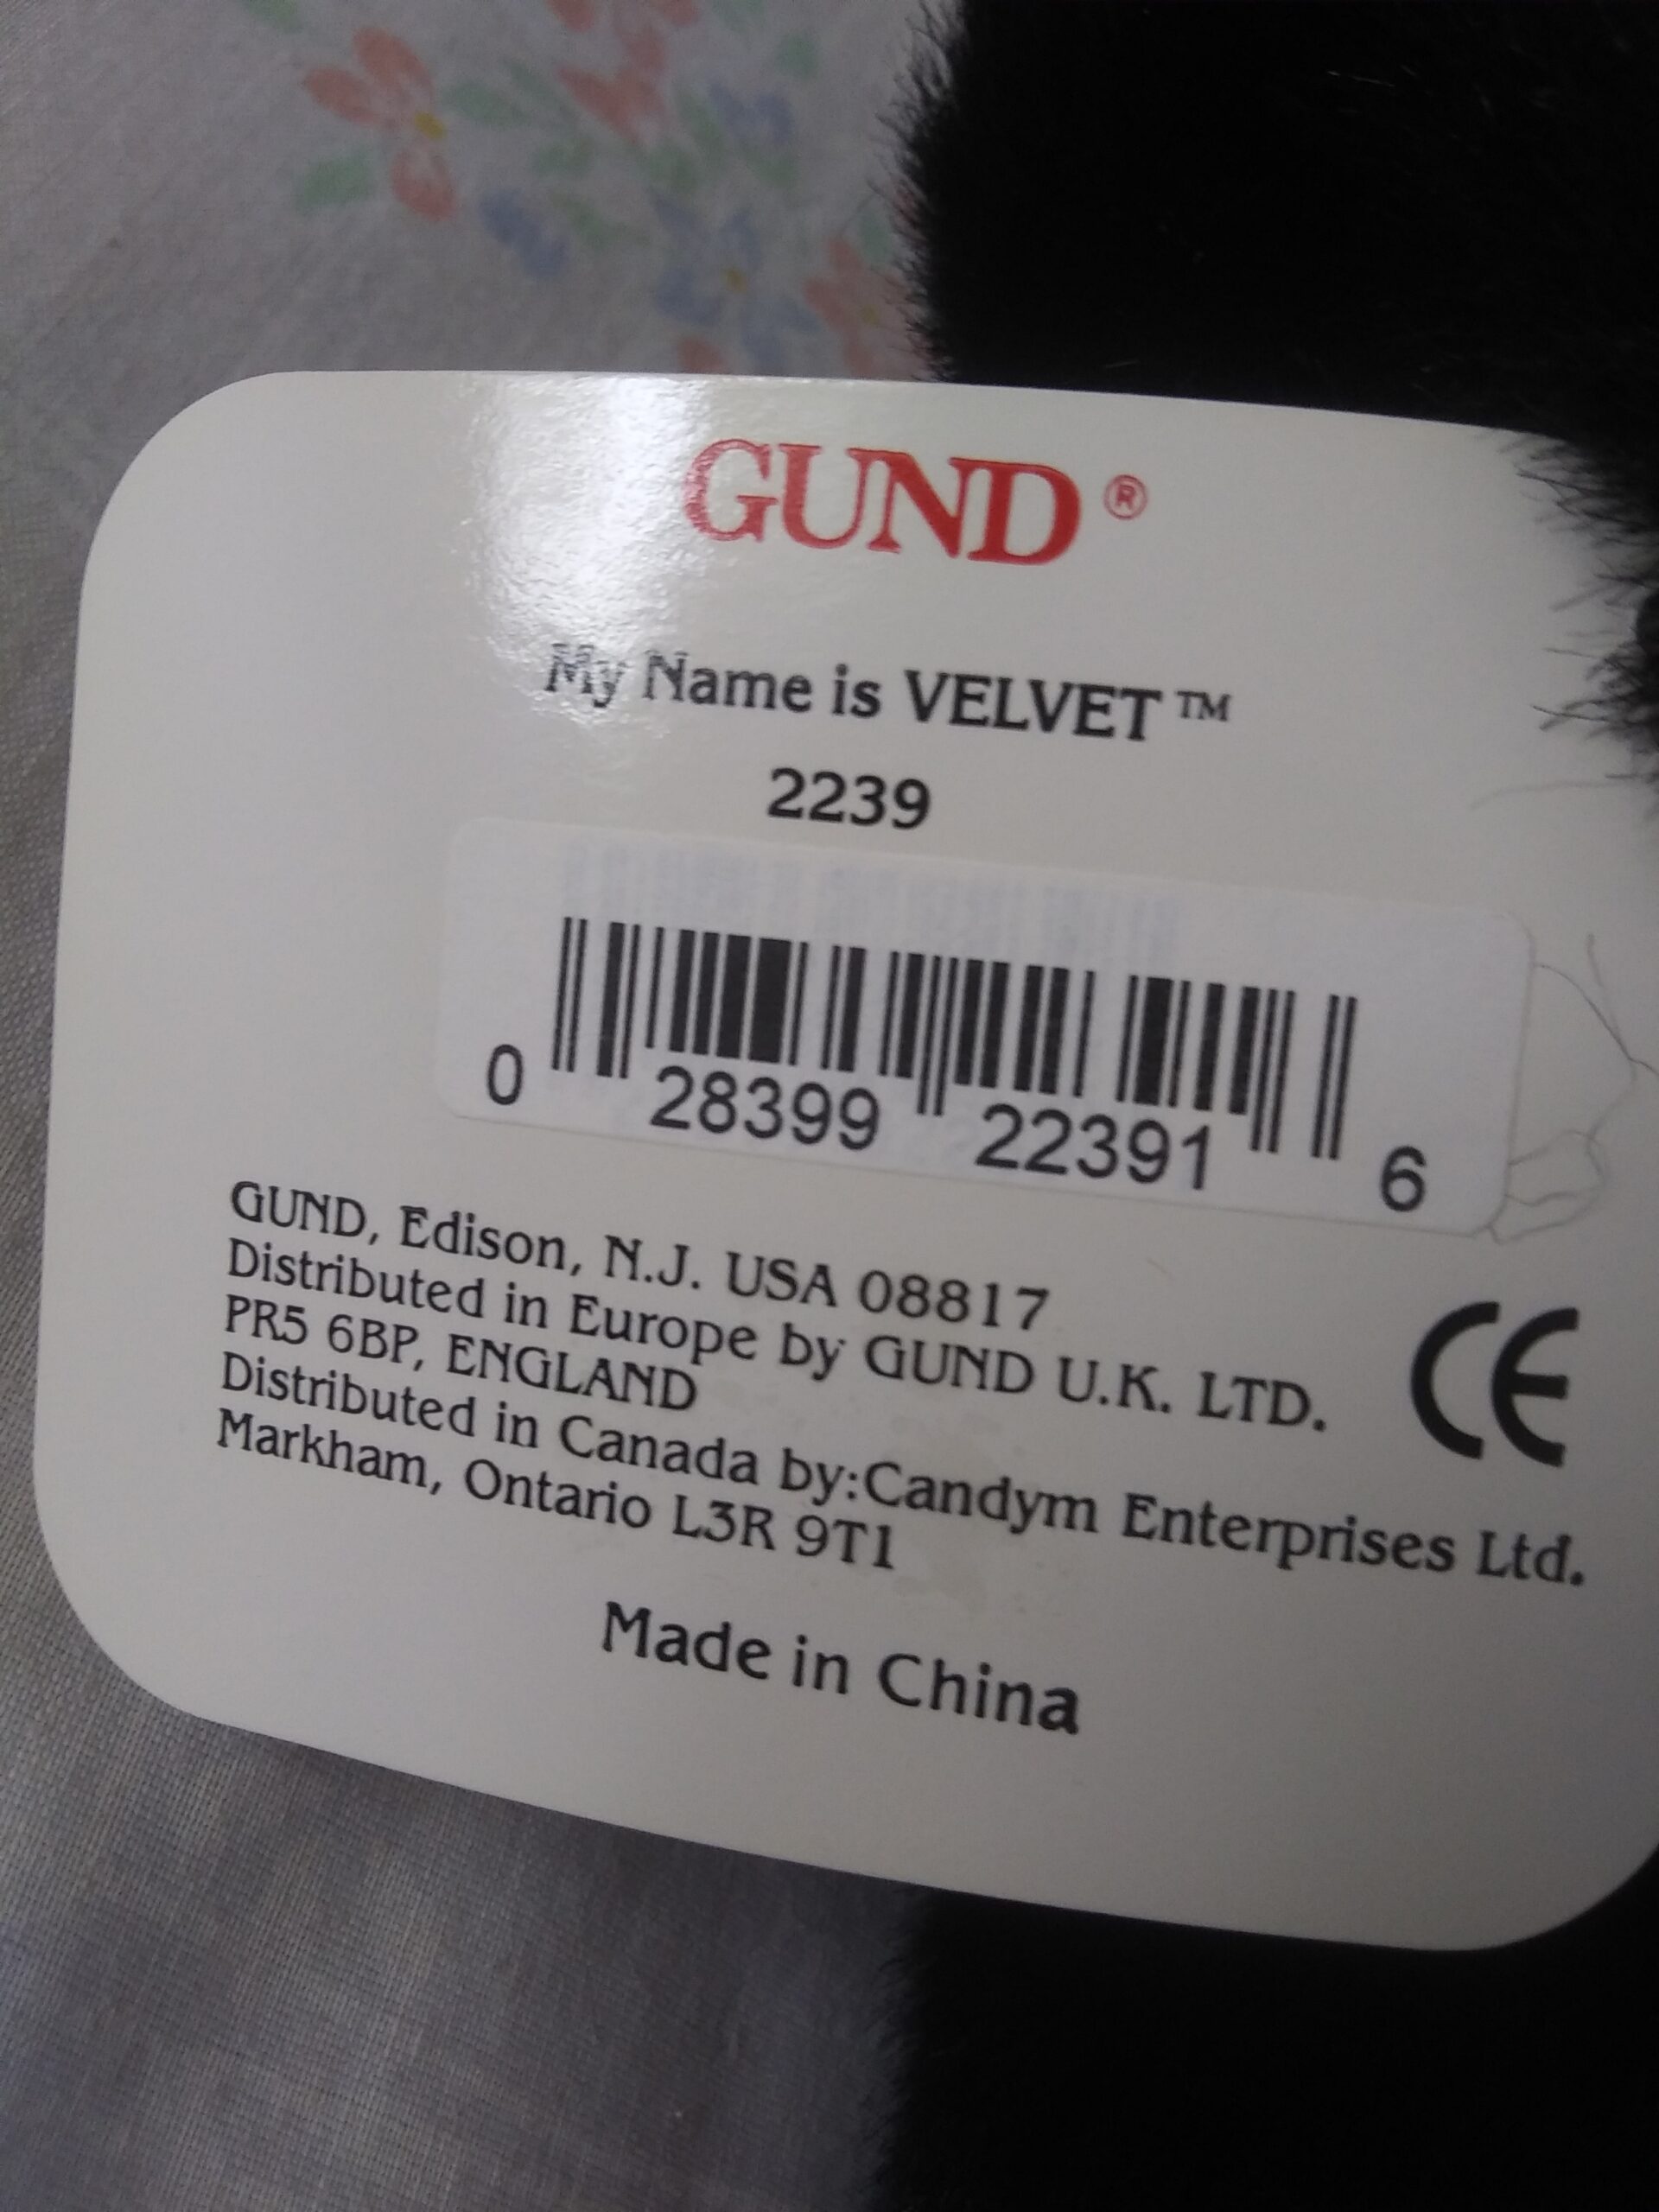 GUND®
My Name is VELVET™
2239
0 28399 22391 6
GUND, Edison, N.J. USA 08817
Distributed in Europe by GUND U.K. LTD.
PR5 6BP, ENGLAND
CE
Distributed in Canada by:Candym Enterprises Ltd.
Markham, Ontario L3R 9T1
Made in China